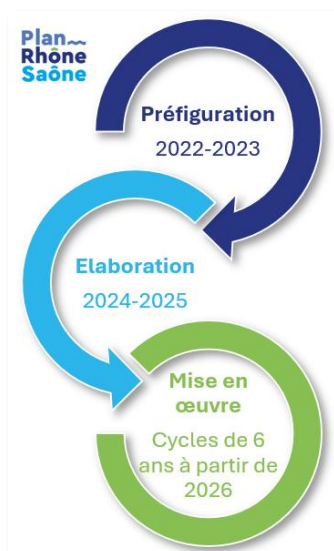 Plan
Rhône
Saône
Préfiguration
2022-2023
Elaboration
2024-2025
Mise en
œuvre
Cycles de 6
ans à partir de
2026